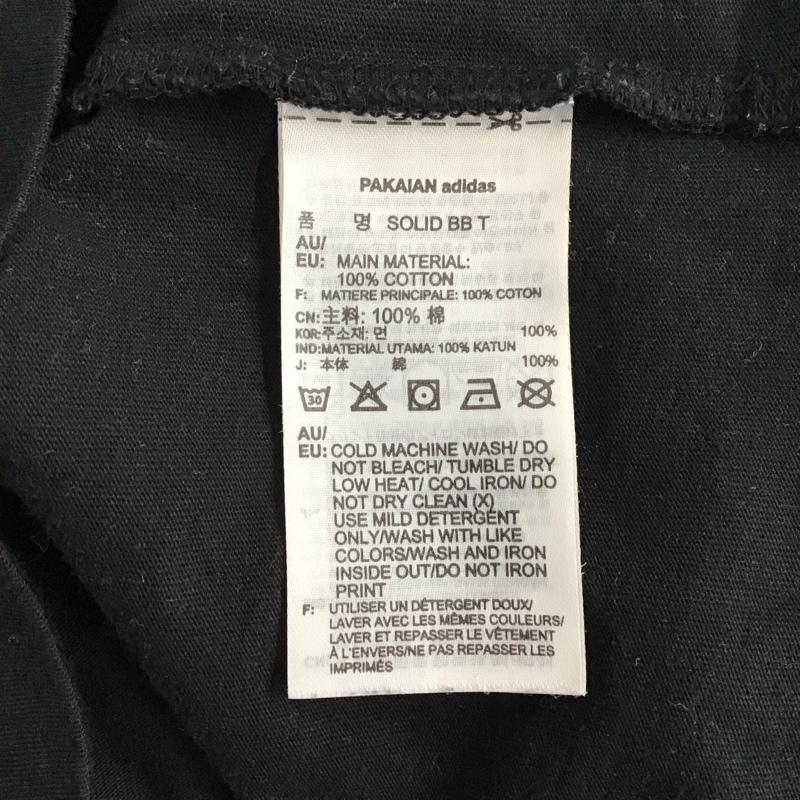 PAKAIAN adidas
품 명 SOLID BB T
AU/
EU: MAIN MATERIAL:
100% COTTON
F: MATIERE PRINCIPALE: 100% COTON
CN:主料: 100% 棉
KOR:주소재: 면 100%
IND:MATERIAL UTAMA: 100% KATUN
J: 本体 綿 100%
30
AU/
EU: COLD MACHINE WASH/ DO
NOT BLEACH/ TUMBLE DRY
LOW HEAT/ COOL IRON/ DO
NOT DRY CLEAN (X)
USE MILD DETERGENT
ONLY/WASH WITH LIKE
COLORS/WASH AND IRON
INSIDE OUT/DO NOT IRON
PRINT
F: UTILISER UN DÉTERGENT DOUX/
LAVER AVEC LES MÊMES COULEURS/
LAVER ET REPASSER LE VÊTEMENT
À L'ENVERS/NE PAS REPASSER LES
IMPRIMÉS